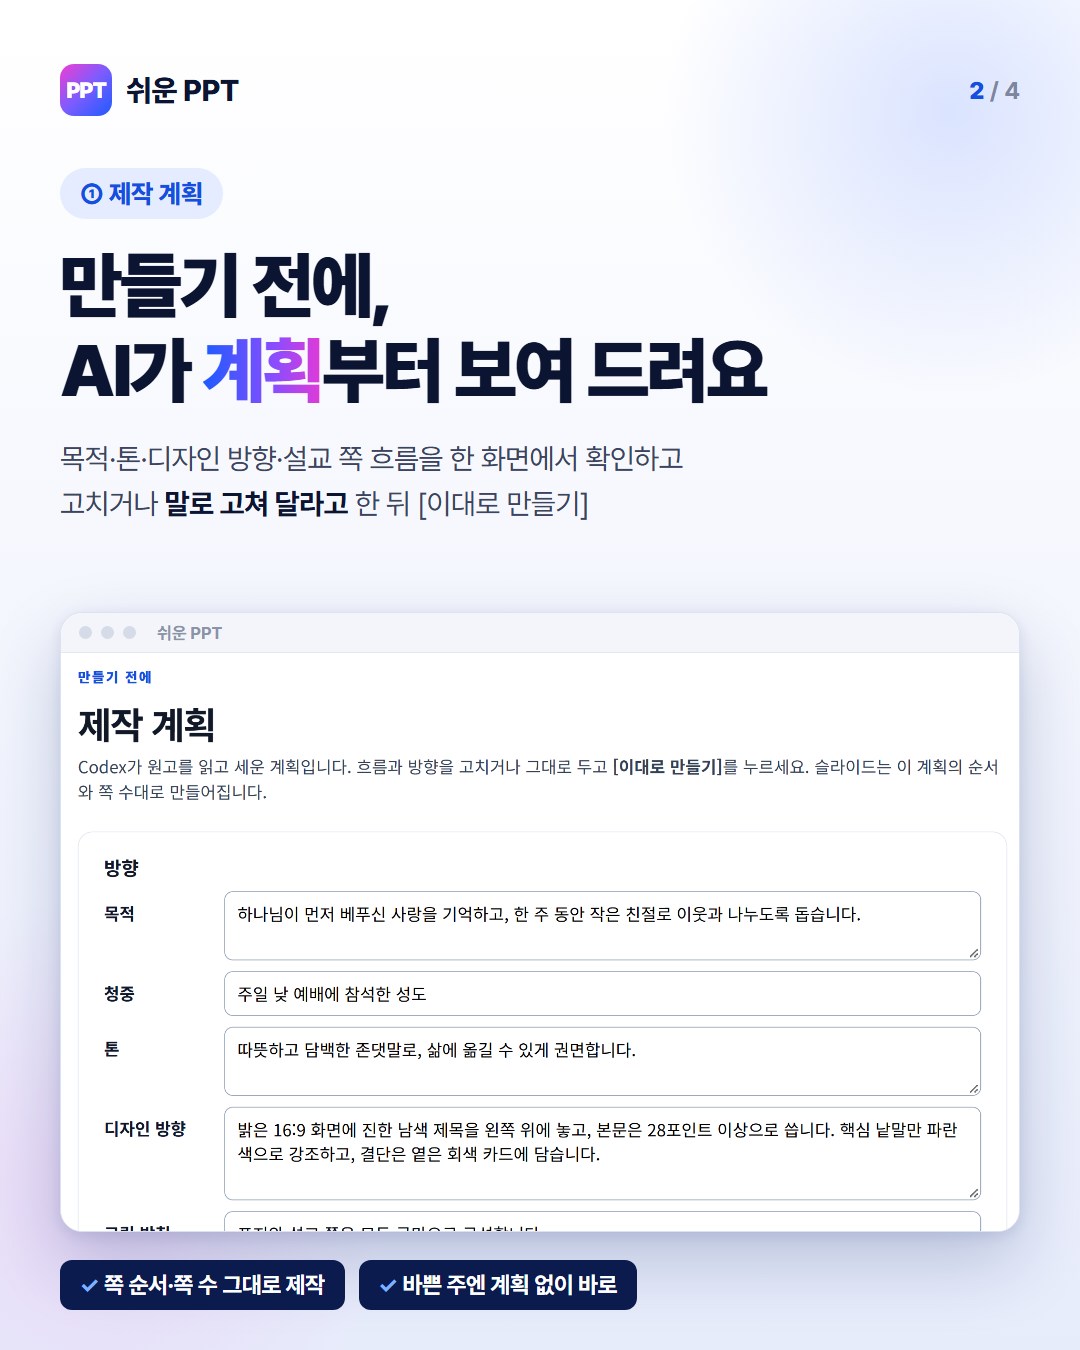 PPT 쉬운 PPT
2 / 4
① 제작 계획
만들기 전에,
AI가 계획부터 보여 드려요
목적·톤·디자인 방향·설교 쪽 흐름을 한 화면에서 확인하고
고치거나 말로 고쳐 달라고 한 뒤 [이대로 만들기]
쉬운 PPT
만들기 전에
제작 계획
Codex가 원고를 읽고 세운 계획입니다. 흐름과 방향을 고치거나 그대로 두고 [이대로 만들기]를 누르세요. 슬라이드는 이 계획의 순서
와 쪽 수대로 만들어집니다.
방향
목적
하나님이 먼저 베푸신 사랑을 기억하고, 한 주 동안 작은 친절로 이웃과 나누도록 돕습니다.
청중
주일 낮 예배에 참석한 성도
톤
따뜻하고 담백한 존댓말로, 삶에 옮길 수 있게 권면합니다.
디자인 방향
밝은 16:9 화면에 진한 남색 제목을 왼쪽 위에 놓고, 본문은 28포인트 이상으로 씁니다. 핵심 낱말만 파란
색으로 강조하고, 결단은 옅은 회색 카드에 담습니다.
✓ 쪽 순서·쪽 수 그대로 제작
✓ 바쁜 주엔 계획 없이 바로